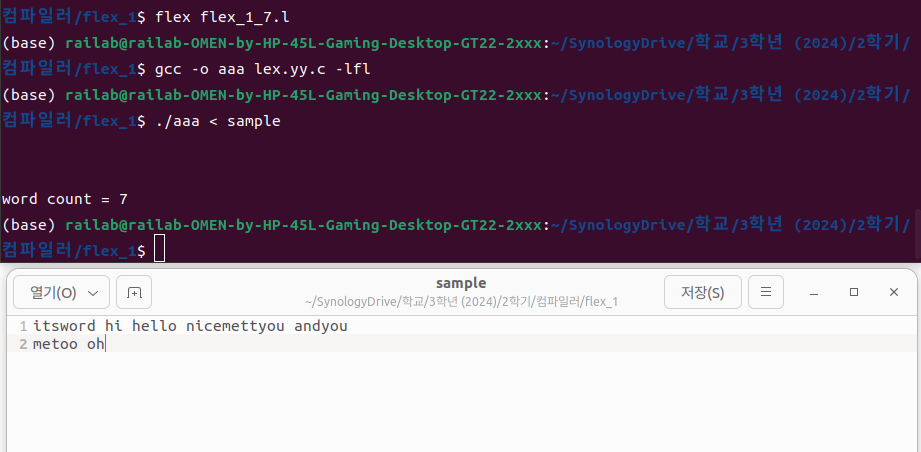 컴파일러/flex_1$ flex flex_1_7.l
(base) railab@railab-OMEN-by-HP-45L-Gaming-Desktop-GT22-2xxx:~/SynologyDrive/학교/3학년 (2024)/2학기/
컴파일러/flex_1$ gcc -o aaa lex.yy.c -lfl
(base) railab@railab-OMEN-by-HP-45L-Gaming-Desktop-GT22-2xxx:~/SynologyDrive/학교/3학년 (2024)/2학기/
컴파일러/flex_1$ ./aaa < sample
word count = 7
(base) railab@railab-OMEN-by-HP-45L-Gaming-Desktop-GT22-2xxx:~/SynologyDrive/학교/3학년 (2024)/2학기/
컴파일러/flex_1$
열기(O)
sample
~/SynologyDrive/학교/3학년 (2024)/2학기/컴파일러/flex_1
저장(S)
1 itsword hi hello nicemettyou andyou
2 metoo oh